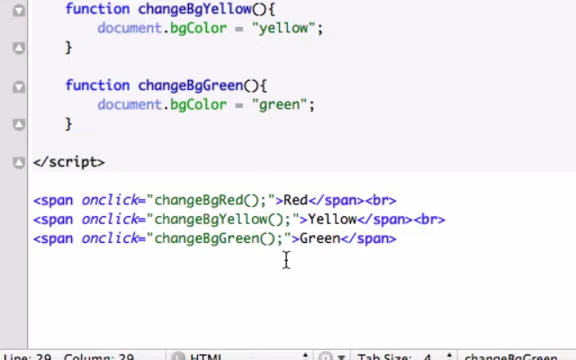 function changeBgYellow(){
document.bgColor = "yellow";
}
function changeBgGreen(){
document.bgColor = "green";
}
</script>
<span onclick="changeBgRed();">Red</span><br>
<span onclick="changeBgYellow();">Yellow</span><br>
<span onclick="changeBgGreen();">Green</span>
Line: 29 Column: 29 HTML Tab Size: 4 changeBgGreen